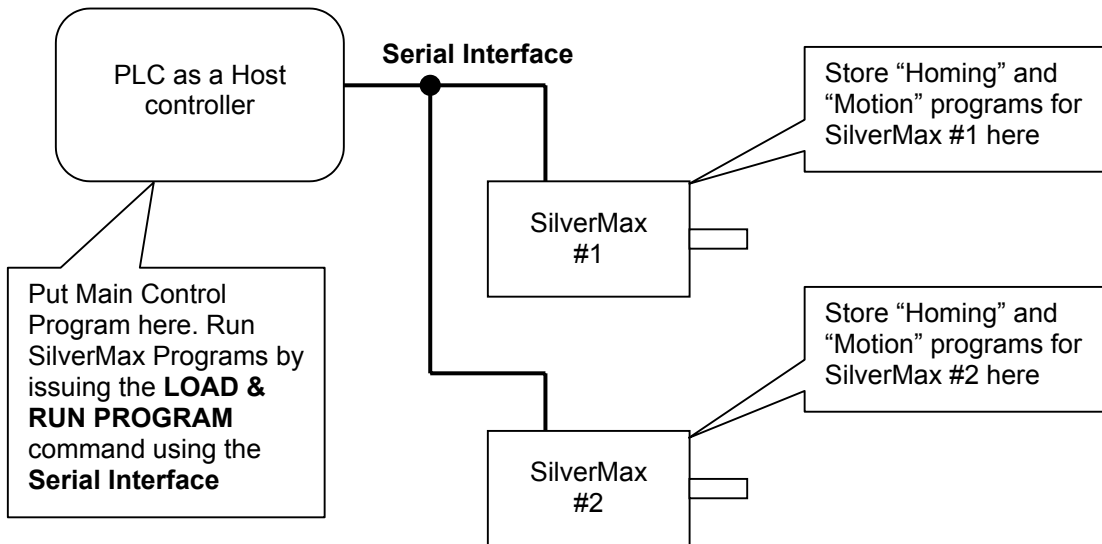 PLC as a Host
controller
Serial Interface
Store “Homing” and
“Motion” programs for
SilverMax #1 here
SilverMax
#1
Put Main Control
Program here. Run
SilverMax Programs by
issuing the LOAD &
RUN PROGRAM
command using the
Serial Interface
Store “Homing” and
“Motion” programs for
SilverMax #2 here
SilverMax
#2